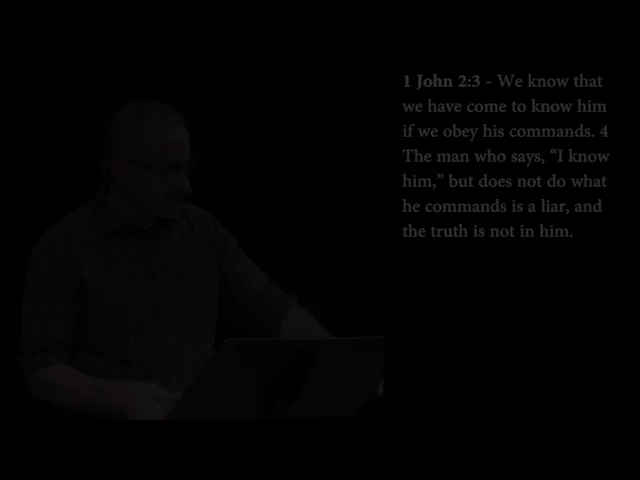 1 John 2:3 - We know that
we have come to know him
if we obey his commands. 4
The man who says, “I know
him,” but does not do what
he commands is a liar, and
the truth is not in him.